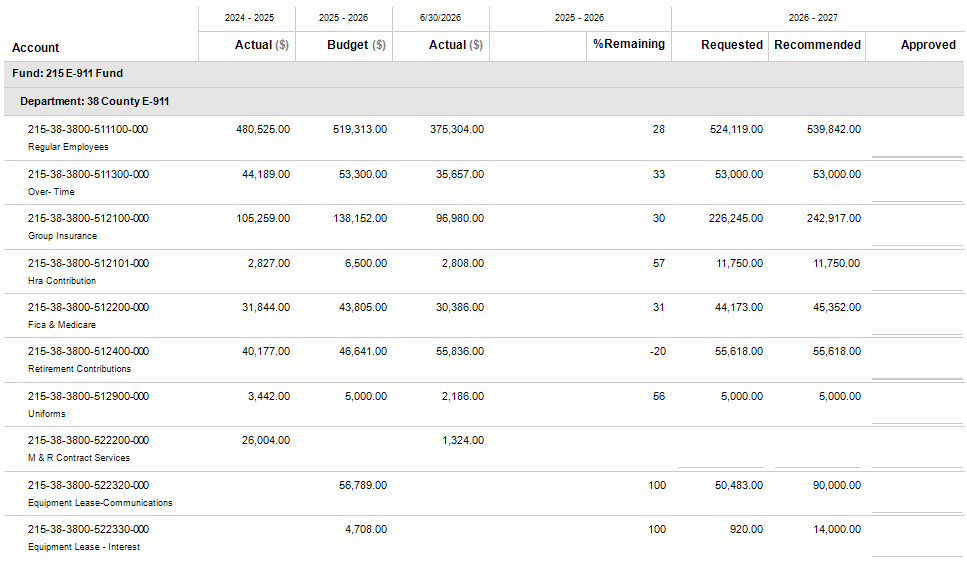 2024 - 2025 2025 - 2026 6/30/2026 2025 - 2026 2026 - 2027
Account Actual ($) Budget ($) Actual ($) %Remaining Requested Recommended Approved
Fund: 215 E-911 Fund
Department: 38 County E-911
215-38-3800-511100-000 480,525.00 519,313.00 375,304.00 28 524,119.00 539,842.00
Regular Employees
215-38-3800-511300-000 44,189.00 53,300.00 35,657.00 33 53,000.00 53,000.00
Over- Time
215-38-3800-512100-000 105,259.00 138,152.00 96,980.00 30 226,245.00 242,917.00
Group Insurance
215-38-3800-512101-000 2,827.00 6,500.00 2,808.00 57 11,750.00 11,750.00
Hra Contribution
215-38-3800-512200-000 31,844.00 43,805.00 30,386.00 31 44,173.00 45,352.00
Fica & Medicare
215-38-3800-512400-000 40,177.00 46,641.00 55,836.00 -20 55,618.00 55,618.00
Retirement Contributions
215-38-3800-512900-000 3,442.00 5,000.00 2,186.00 56 5,000.00 5,000.00
Uniforms
215-38-3800-522200-000 26,004.00 1,324.00
M & R Contract Services
215-38-3800-522320-000 56,789.00 100 50,483.00 90,000.00
Equipment Lease-Communications
215-38-3800-522330-000 4,708.00 100 920.00 14,000.00
Equipment Lease - Interest